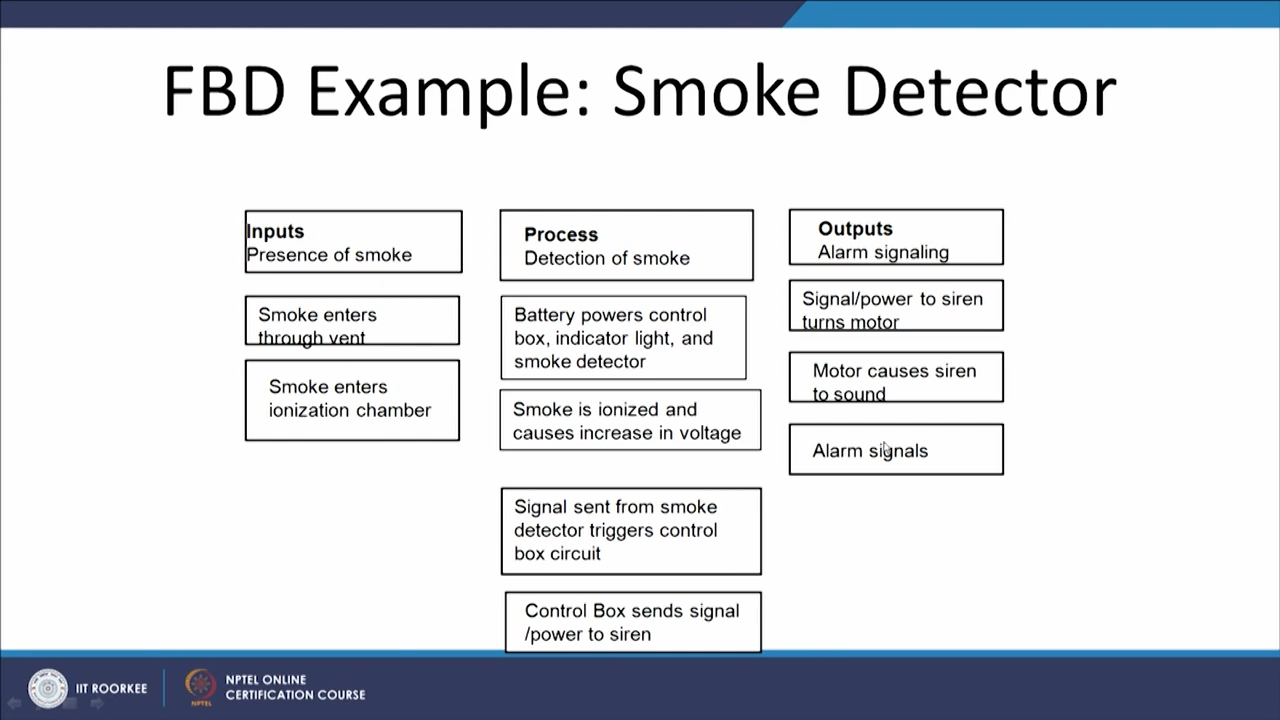 FBD Example: Smoke Detector
Inputs
Presence of smoke
Smoke enters
through vent
Smoke enters
ionization chamber
Process
Detection of smoke
Battery powers control
box, indicator light, and
smoke detector
Smoke is ionized and
causes increase in voltage
Signal sent from smoke
detector triggers control
box circuit
Control Box sends signal
/power to siren
Outputs
Alarm signaling
Signal/power to siren
turns motor
Motor causes siren
to sound
Alarm signals
IIT ROORKEE
NPTEL
NPTEL ONLINE
CERTIFICATION COURSE